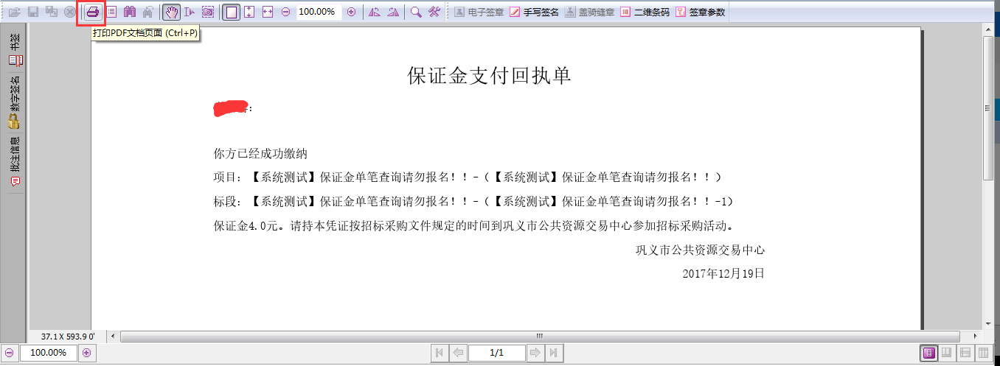 100.00% 电子签章 手写签名 盖骑缝章 二维条码 签章参数
打印PDF文档页面 (Ctrl+P)
书签
数字签名
批注信息
保证金支付回执单
：
你方已经成功缴纳
项目：【系统测试】保证金单笔查询请勿报名！！-（【系统测试】保证金单笔查询请勿报名！！）
标段：【系统测试】保证金单笔查询请勿报名！！-（【系统测试】保证金单笔查询请勿报名！！-1）
保证金4.0元。请持本凭证按招标采购文件规定的时间到巩义市公共资源交易中心参加招标采购活动。
巩义市公共资源交易中心
2017年12月19日
37.1 X 593.9 0'
100.00% 1/1